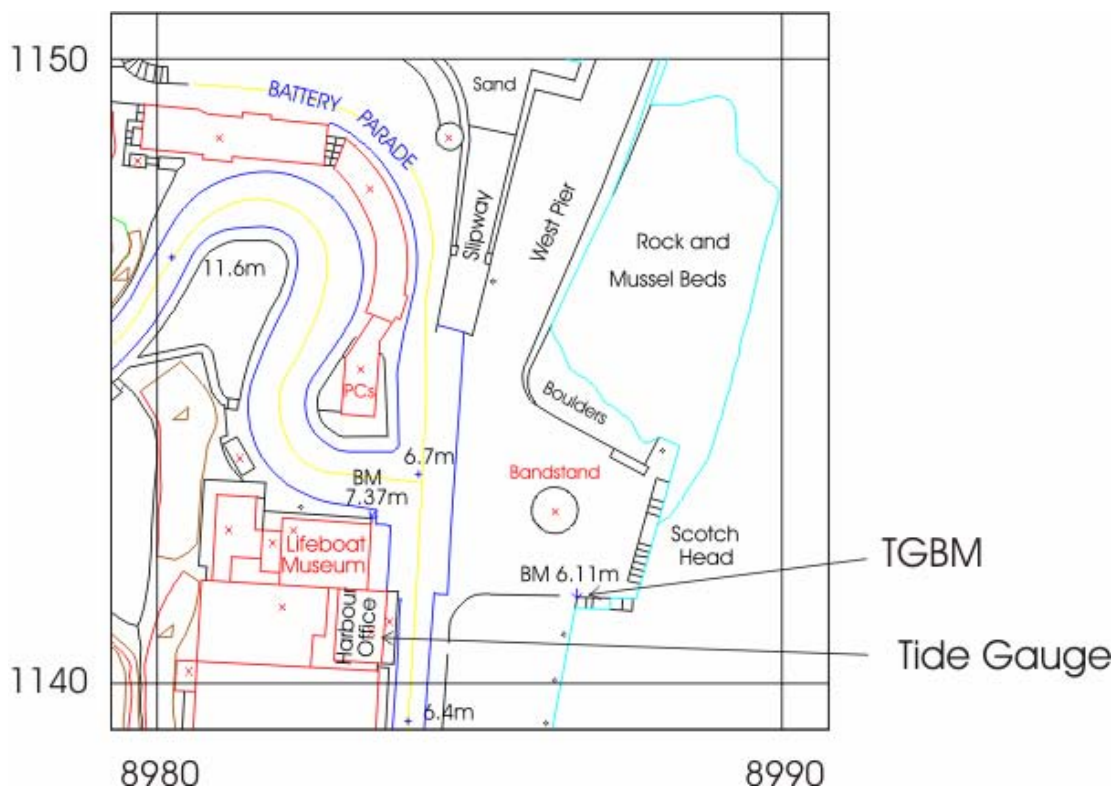 1150
Sand
BATTERY PARADE
Slipway
West Pier
Rock and
Mussel Beds
11.6m
PCs
Boulders
6.7m
BM
7.37m
Bandstand
Lifeboat
Museum
Scotch
Head
TGBM
BM 6.11m
Harbour
Office
Tide Gauge
1140
6.4m
8980
8990